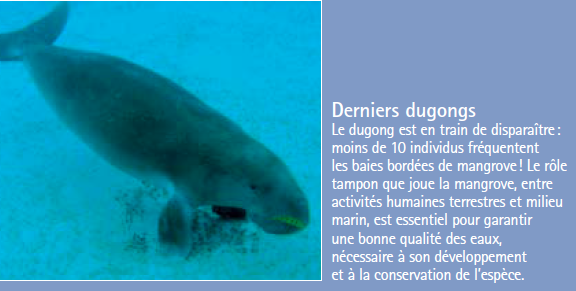 Derniers dugongs
Le dugong est en train de disparaître :
moins de 10 individus fréquentent
les baies bordées de mangrove ! Le rôle
tampon que joue la mangrove, entre
activités humaines terrestres et milieu
marin, est essentiel pour garantir
une bonne qualité des eaux,
nécessaire à son développement
et à la conservation de l'espèce.